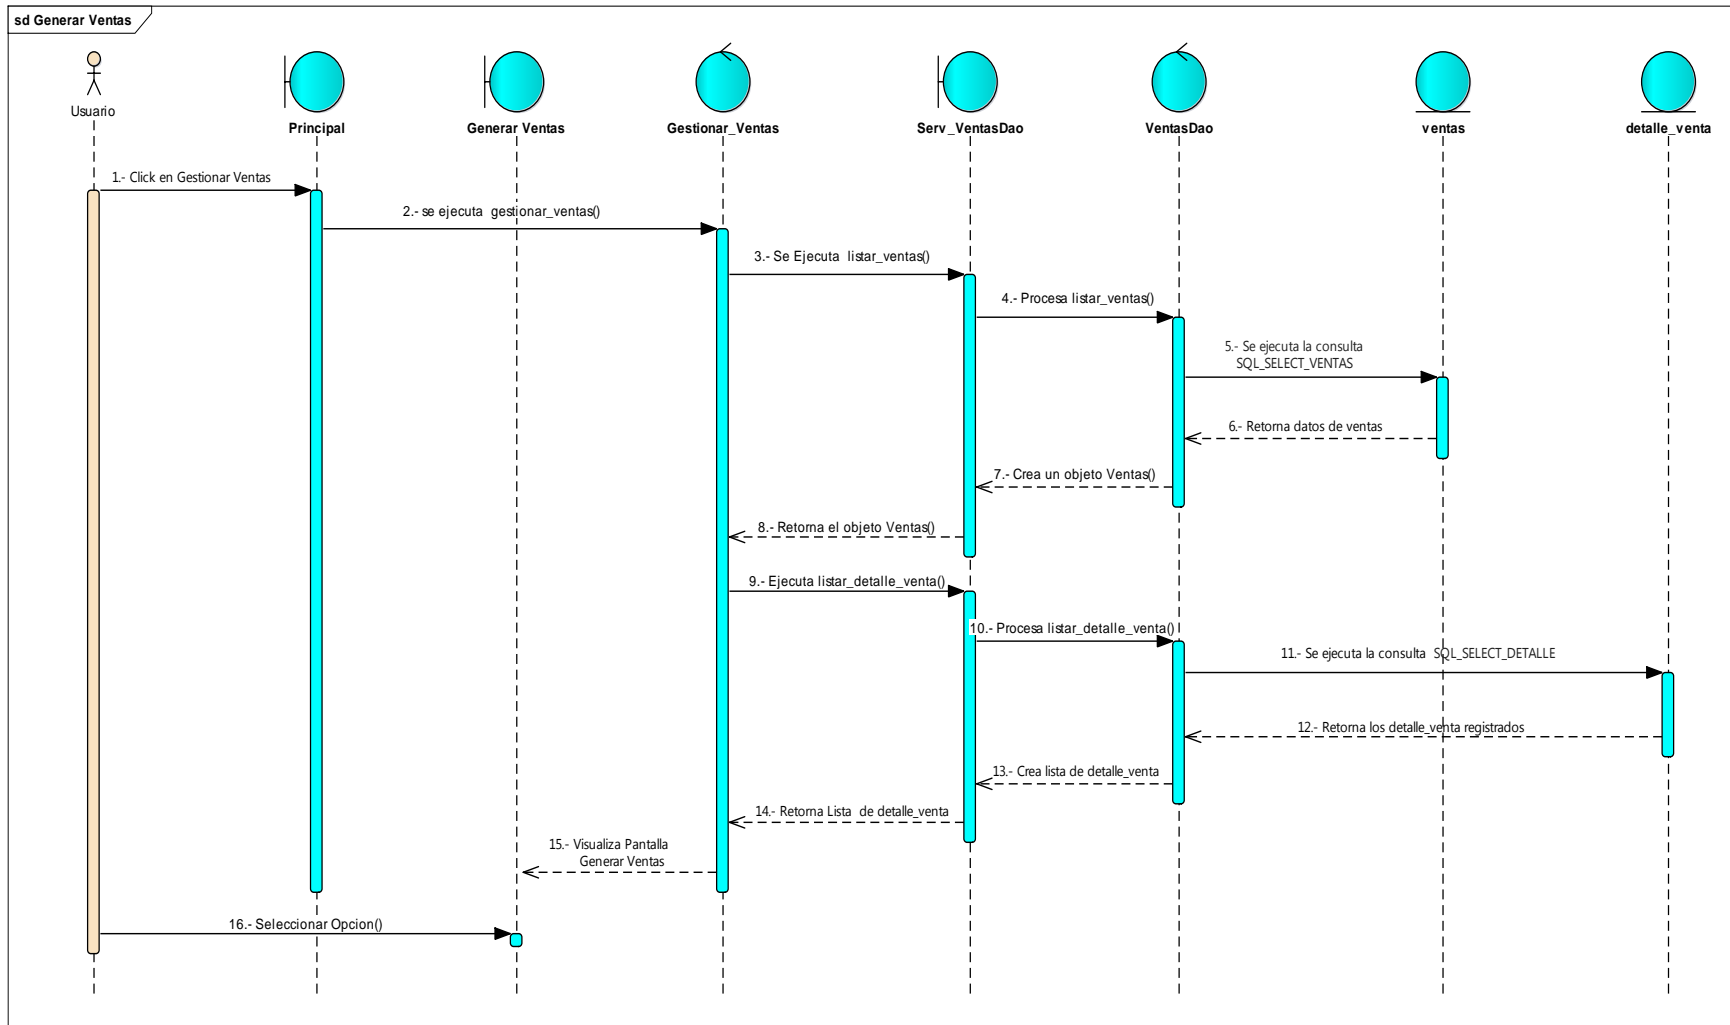 sd Generar Ventas
Usuario
Principal
Generar Ventas
Gestionar_Ventas
Serv_VentasDao
VentasDao
ventas
detalle_venta
1.- Click en Gestionar Ventas
2.- se ejecuta gestionar_ventas()
3.- Se Ejecuta listar_ventas()
4.- Procesa listar_ventas()
5.- Se ejecuta la consulta
SQL_SELECT_VENTAS
6.- Retorna datos de ventas
7.- Crea un objeto Ventas()
8.- Retorna el objeto Ventas()
9.- Ejecuta listar_detalle_venta()
10.- Procesa listar_detalle_venta()
11.- Se ejecuta la consulta SQL_SELECT_DETALLE
12.- Retorna los detalle_venta registrados
13.- Crea lista de detalle_venta
14.- Retorna Lista de detalle_venta
15.- Visualiza Pantalla
Generar Ventas
16.- Seleccionar Opcion()